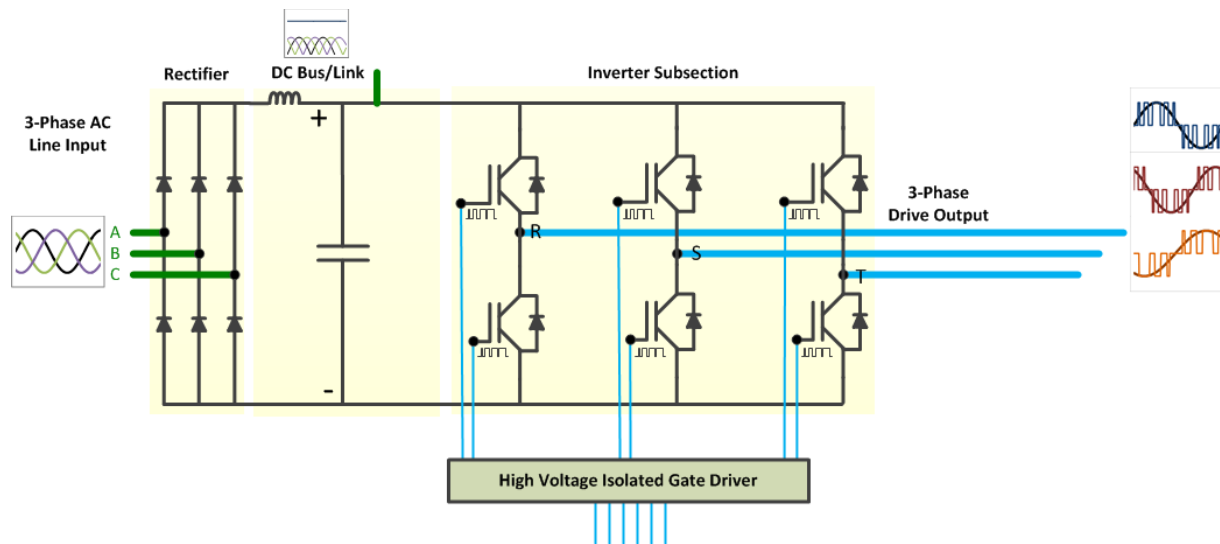 Rectifier
DC Bus/Link
Inverter Subsection
3-Phase AC
Line Input
+
A
B
C
-
R
S
T
3-Phase
Drive Output
High Voltage Isolated Gate Driver